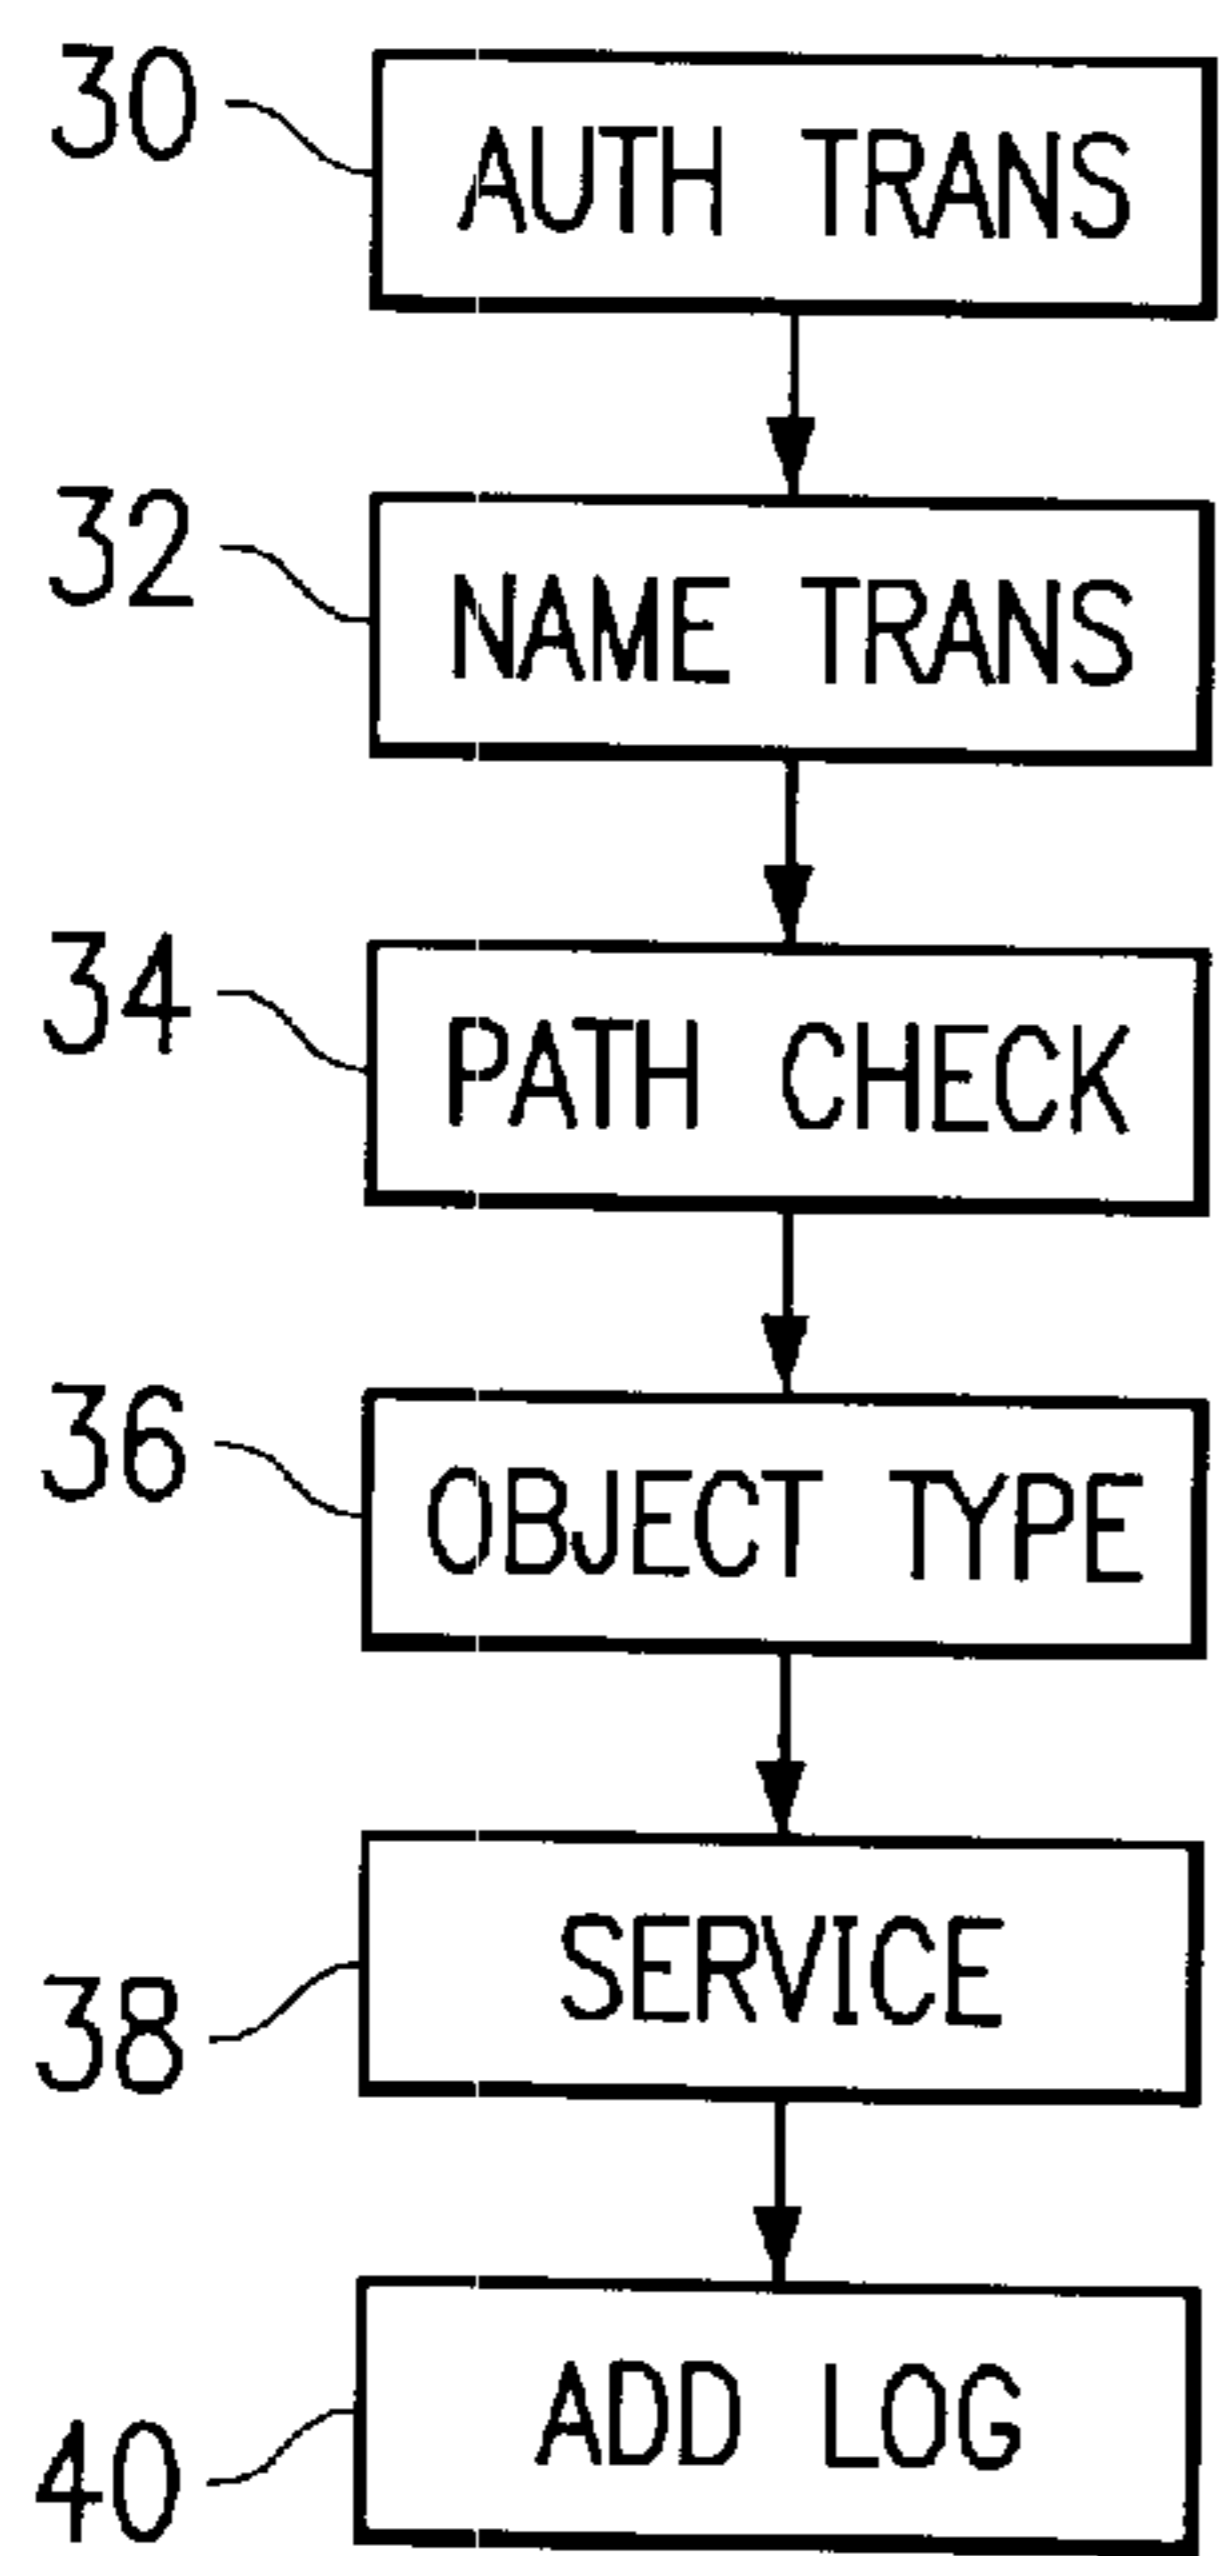 30
AUTH TRANS
32
NAME TRANS
34
PATH CHECK
36
OBJECT TYPE
38
SERVICE
40
ADD LOG